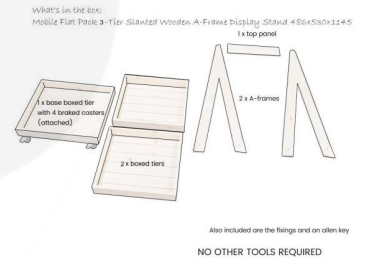 What's in the box:
Mobile Flat Pack 3-Tier Slanted Wooden A-Frame Display Stand 486x530x1145
1 x top panel
1 x base boxed tier
with 4 braked casters
(attached)
2 x A-frames
2 x boxed tiers
Also included are the fixings and an allen key
NO OTHER TOOLS REQUIRED